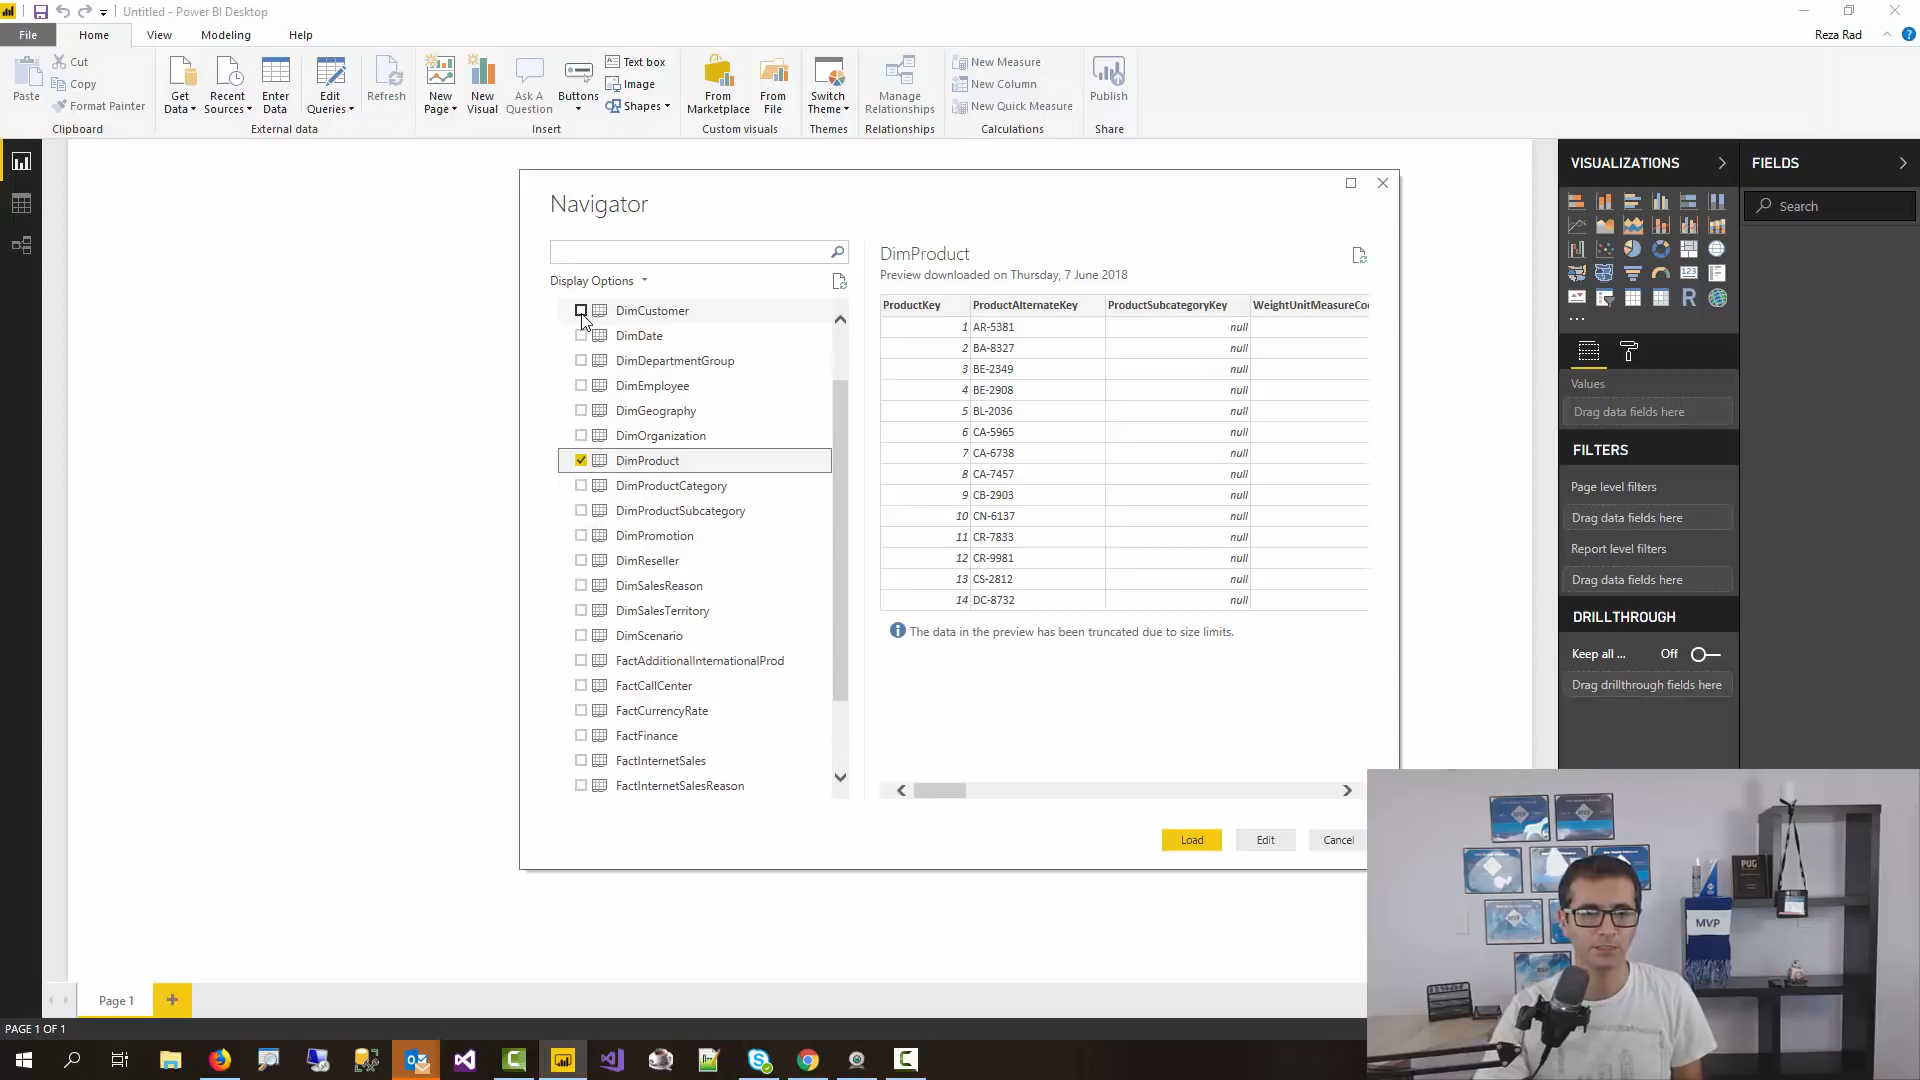 Untitled - Power BI Desktop
File
Home
View
Modeling
Help
Reza Rad
Paste
Cut
Copy
Format Painter
Clipboard
Get Data
Recent Sources
Enter Data
Edit Queries
External data
Refresh
New Page
New Visual
Ask A Question
Buttons
Text box
Image
Shapes
Insert
From Marketplace
From File
Custom visuals
Switch Theme
Themes
Manage Relationships
Relationships
New Measure
New Column
New Quick Measure
Calculations
Publish
Share
Navigator
Display Options
DimCustomer
DimDate
DimDepartmentGroup
DimEmployee
DimGeography
DimOrganization
DimProduct
DimProductCategory
DimProductSubcategory
DimPromotion
DimReseller
DimSalesReason
DimSalesTerritory
DimScenario
FactAdditionalInternationalProd
FactCallCenter
FactCurrencyRate
FactFinance
FactInternetSales
FactInternetSalesReason
DimProduct
Preview downloaded on Thursday, 7 June 2018
ProductKey ProductAlternateKey ProductSubcategoryKey WeightUnitMeasureCo
1 AR-5381 null
2 BA-8327 null
3 BE-2349 null
4 BE-2908 null
5 BL-2036 null
6 CA-5965 null
7 CA-6738 null
8 CA-7457 null
9 CB-2903 null
10 CN-6137 null
11 CR-7833 null
12 CR-9981 null
13 CS-2812 null
14 DC-8732 null
The data in the preview has been truncated due to size limits.
Load
Edit
Cancel
VISUALIZATIONS
R
123
Values
Drag data fields here
FILTERS
Page level filters
Drag data fields here
Report level filters
Drag data fields here
DRILLTHROUGH
Keep all ... Off
Drag drillthrough fields here
FIELDS
Search
PUG
MVP
Page 1
PAGE 1 OF 1